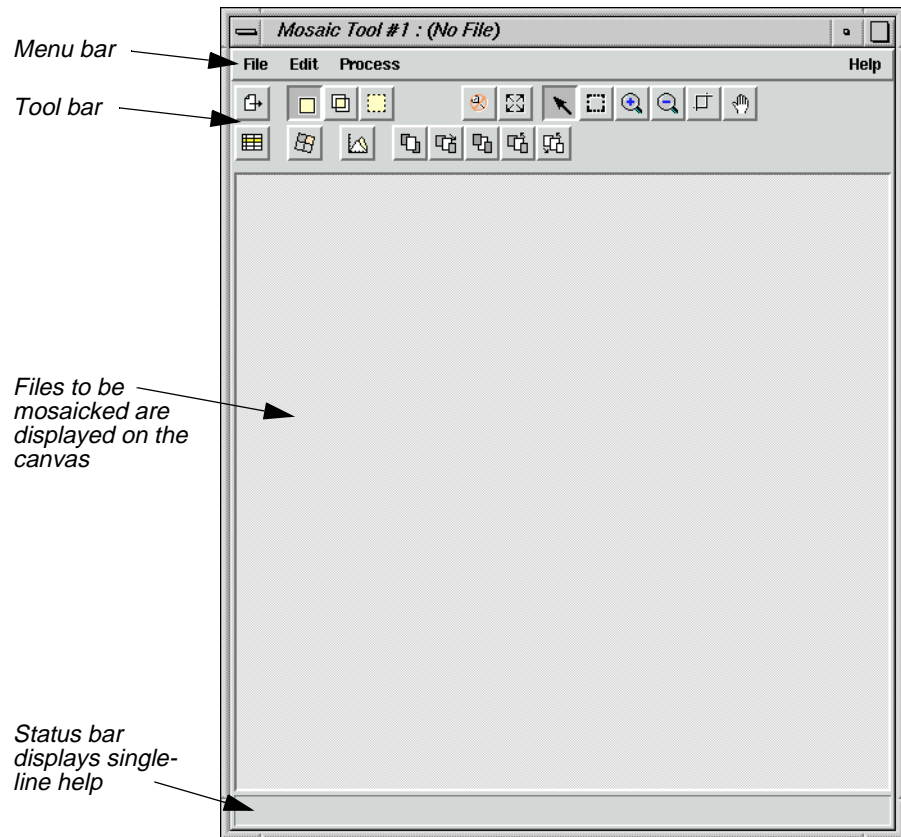 Mosaic Tool #1 : (No File)
Menu bar
File Edit Process Help
Tool bar
Files to be
mosaicked are
displayed on the
canvas
Status bar
displays single-
line help